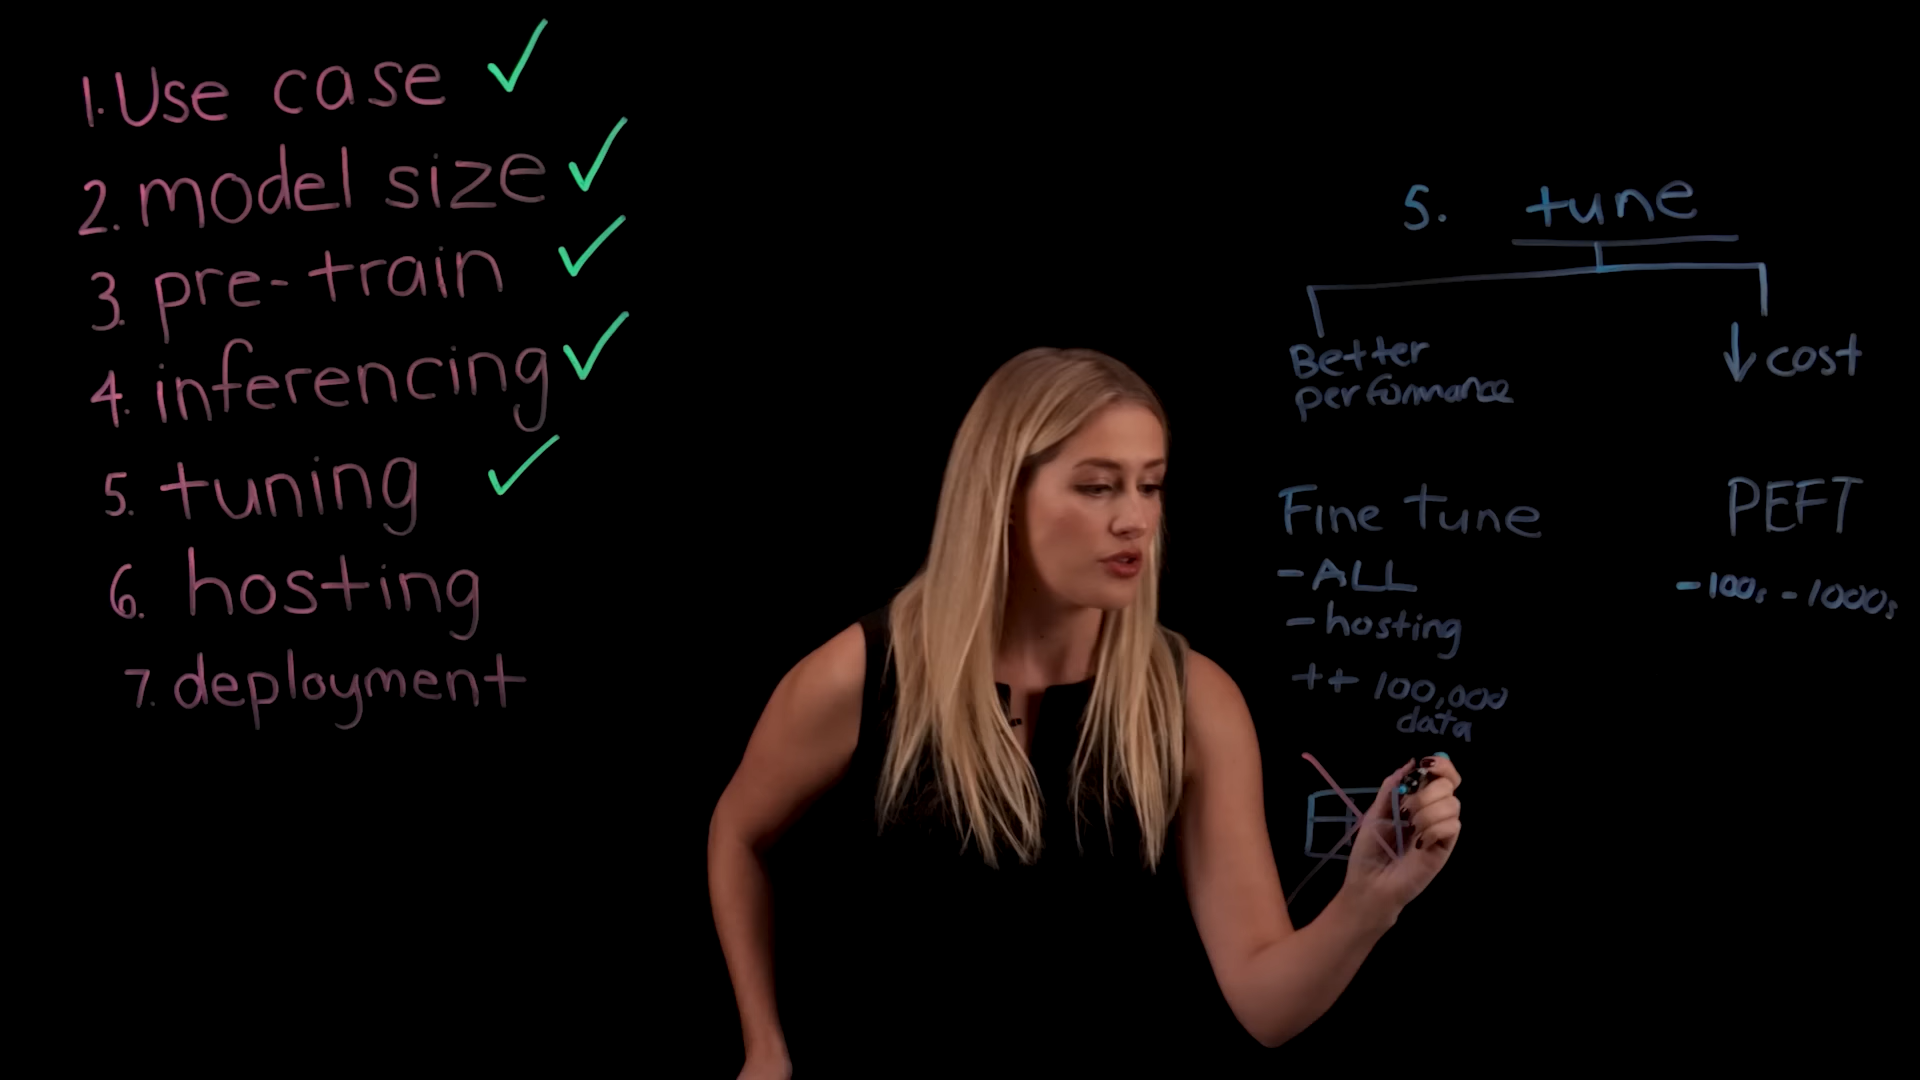 1. Use case
2. model size
3. pre-train
4. inferencing
5. tuning
6. hosting
7. deployment
5. tune
Better
performance
↓ cost
Fine tune
- ALL
- hosting
++ 100,000
data
PEFT
- 100s - 1000s